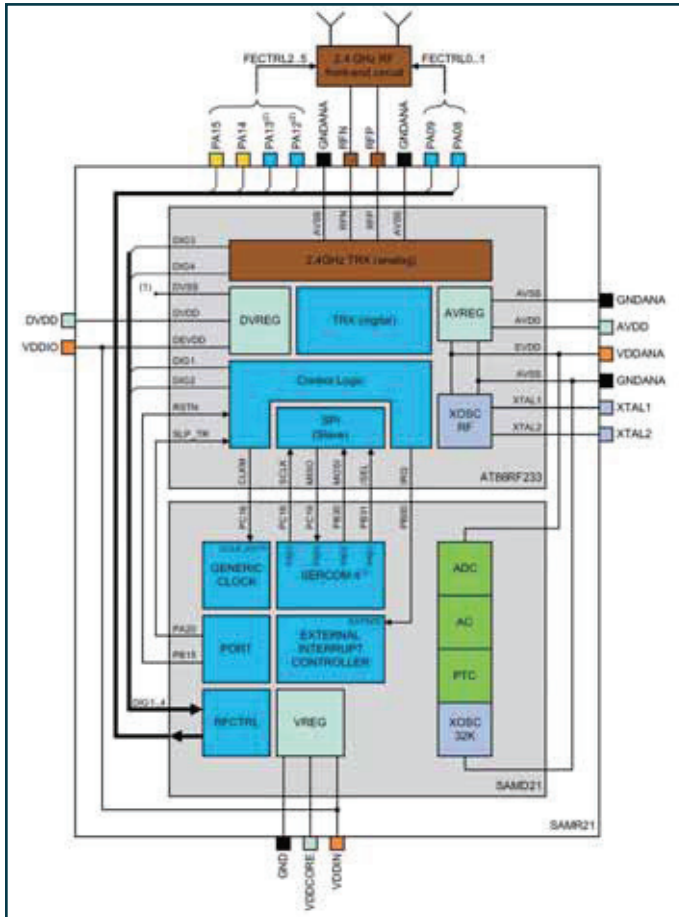 FECTRL2..5
2.4 GHz RF
front-end circuit
FECTRL0..1
PA15
PA14
PA13(2)
PA12(2)
GNDANA
RFN
RFP
GNDANA
PA09
PA08
AVSS
RFN
RFP
AVSS
DIG3
2.4GHz TRX (analog)
DIG4
(1)
DVSS
DVDD
DVDD
DVREG
TRX (digital)
AVREG
AVSS
GNDANA
AVDD
AVDD
VDDIO
DEVDD
EVDD
VDDANA
DIG1
DIG2
Control Logic
AVSS
GNDANA
RSTN
SPI
(Slave)
XOSC
RF
XTAL1
XTAL1
SLP_TR
XTAL2
XTAL2
CLKM
SCLK
MISO
MOSI
/SEL
IRQ
AT86RF233
PC16
PC18
PC19
PB30
PB31
PB00
GENERIC
CLOCK
SERCOM 4
ADC
PA20
PORT
EXTERNAL
INTERRUPT
CONTROLLER
AC
PB15
PTC
DIG1..4
RFCTRL
VREG
XOSC
32K
SAMD21
SAMR21
GND
VDDCORE
VDDIN